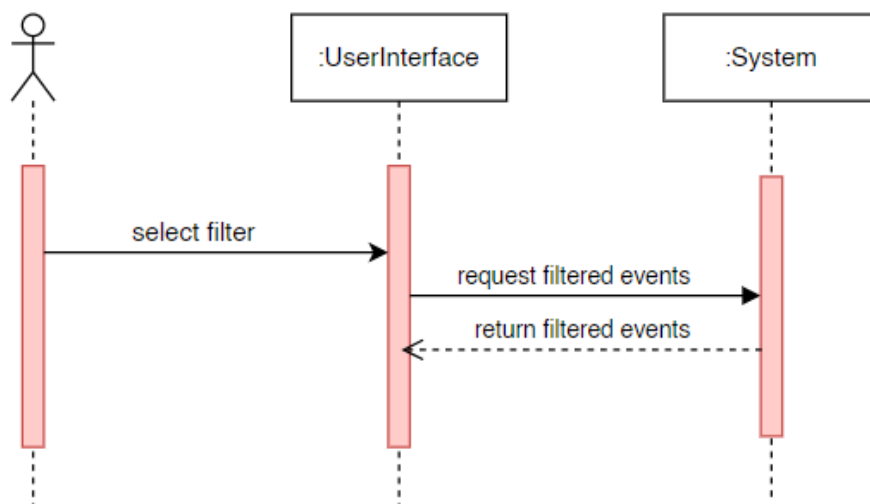 :UserInterface
:System
select filter
request filtered events
return filtered events